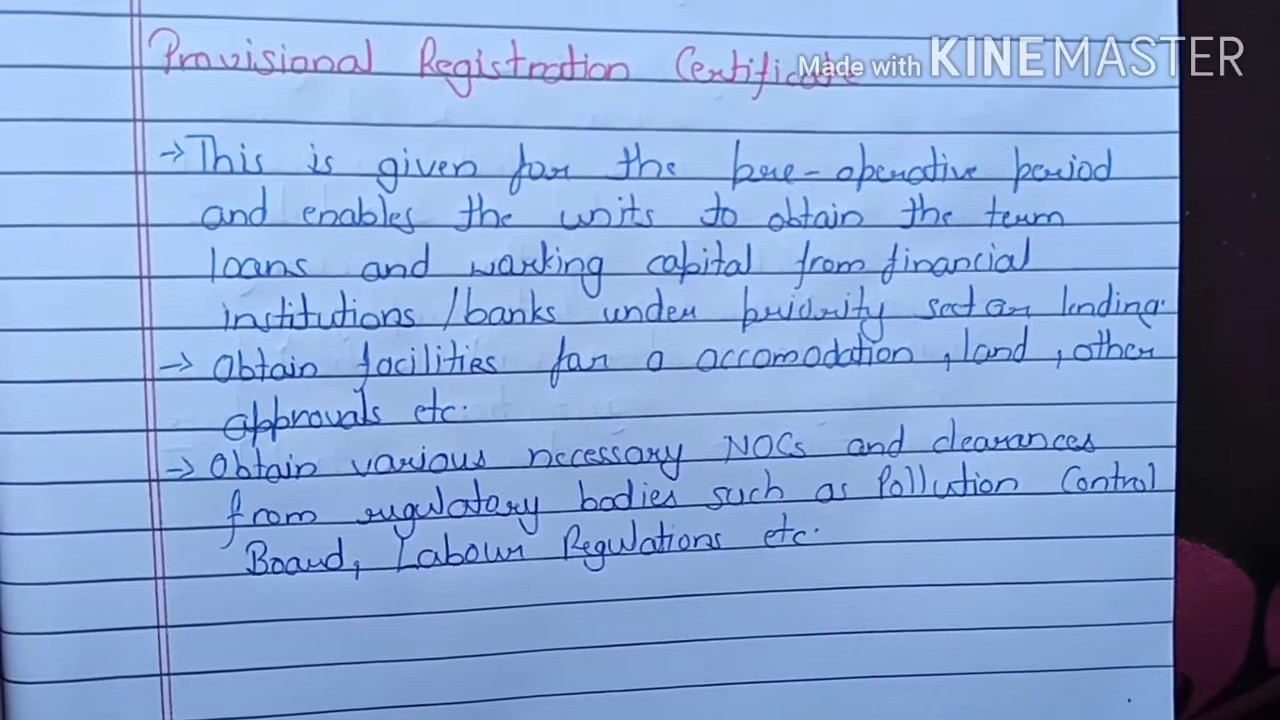 Provisional Registration Certificate
Made with KINEMASTER
→ This is given for the pre-operative period
and enables the units to obtain the term
loans and working capital from financial
institutions / banks under priority sector lending.
→ Obtain facilities for a accomodation, land, other
approvals etc.
→ Obtain various necessary NOCs and clearances
from regulatory bodies such as Pollution Control
Board, Labour Regulations etc.